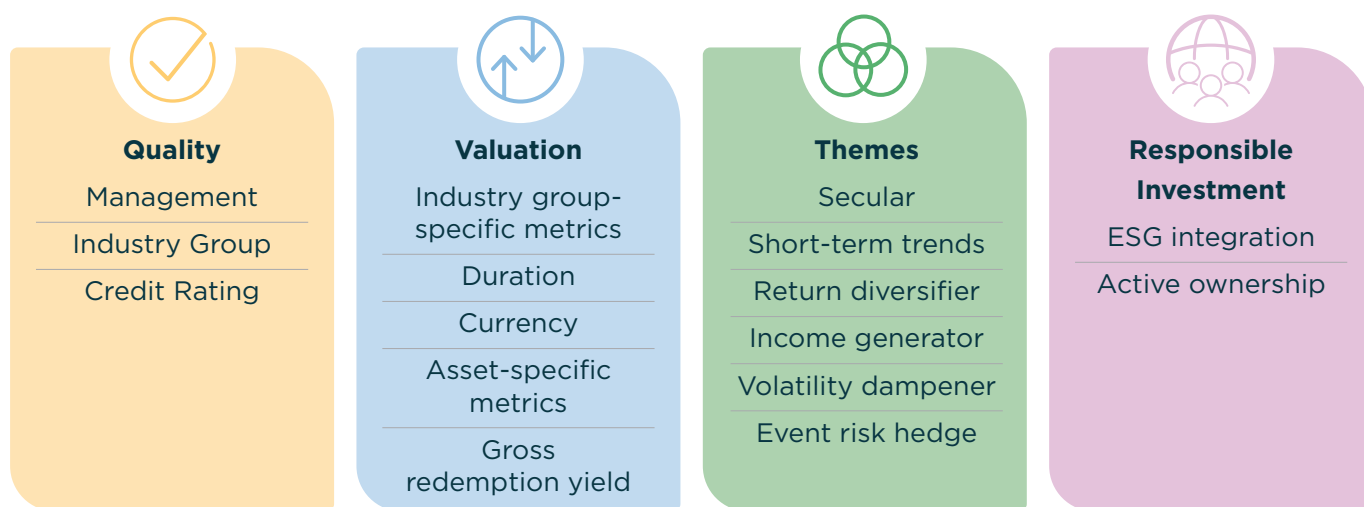 Quality
Management
Industry Group
Credit Rating
Valuation
Industry group-
specific metrics
Duration
Currency
Asset-specific
metrics
Gross
redemption yield
Themes
Secular
Short-term trends
Return diversifier
Income generator
Volatility dampener
Event risk hedge
Responsible
Investment
ESG integration
Active ownership